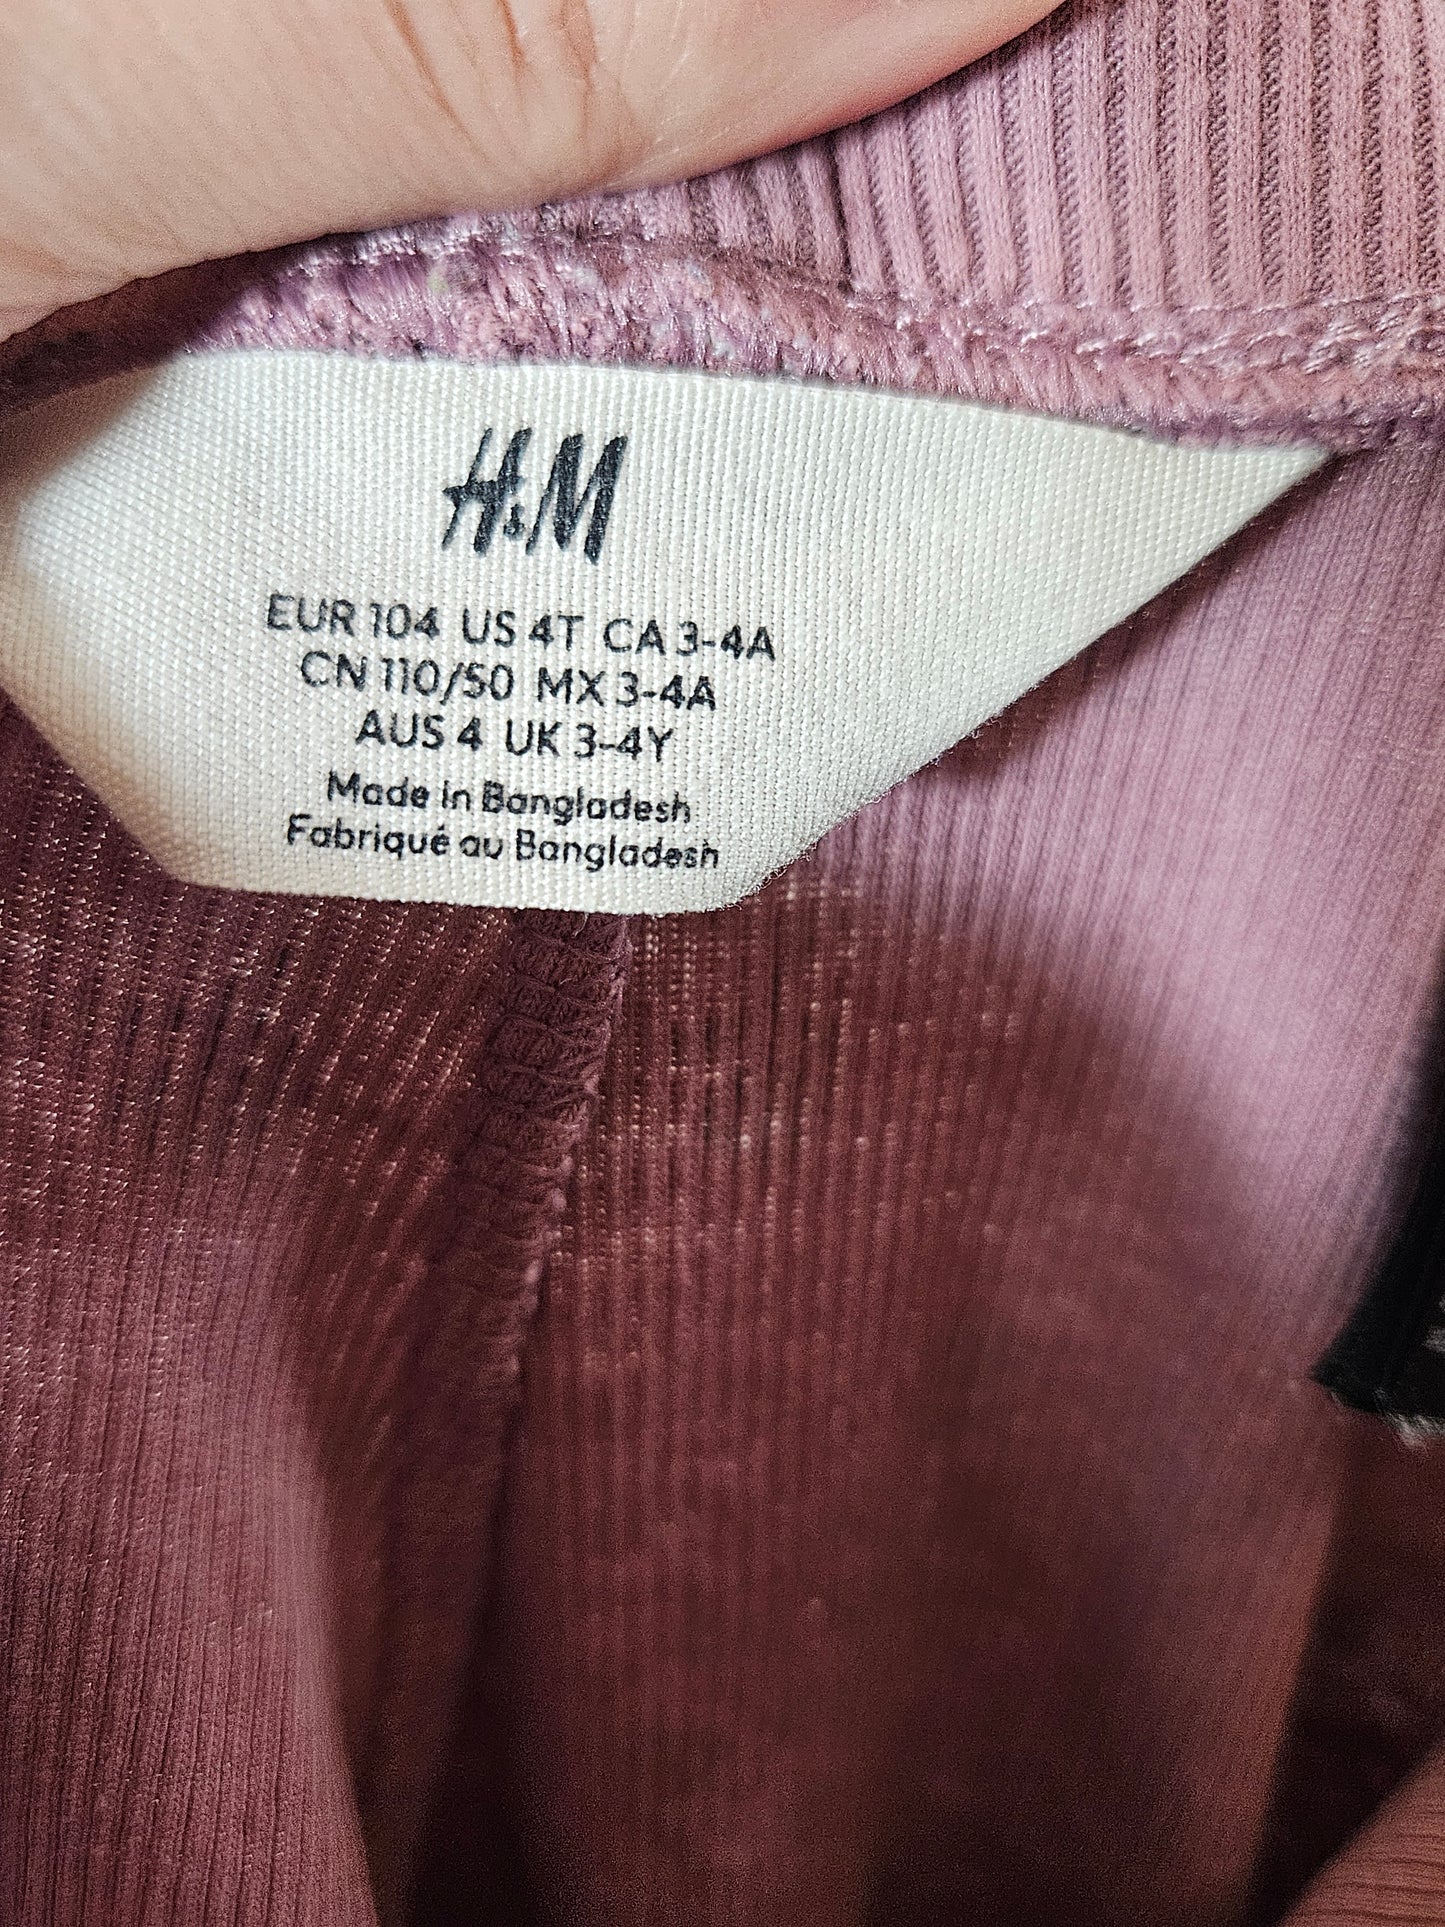 H&M
EUR 104 US 4T CA 3-4A
CN 110/50 MX 3-4A
AUS 4 UK 3-4Y
Made in Bangladesh
Fabriqué au Bangladesh